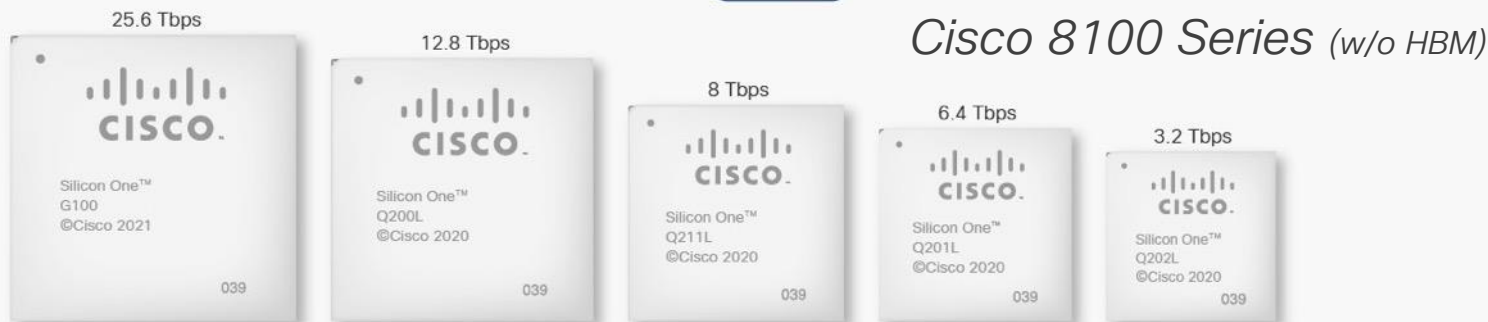 Cisco 8100 Series (w/o HBM)
25.6 Tbps
CISCO.
Silicon One™
G100
©Cisco 2021
039
12.8 Tbps
CISCO.
Silicon One™
Q200L
©Cisco 2020
039
8 Tbps
CISCO.
Silicon One™
Q211L
©Cisco 2020
039
6.4 Tbps
CISCO.
Silicon One™
Q201L
©Cisco 2020
039
3.2 Tbps
CISCO.
Silicon One™
Q202L
©Cisco 2020
039